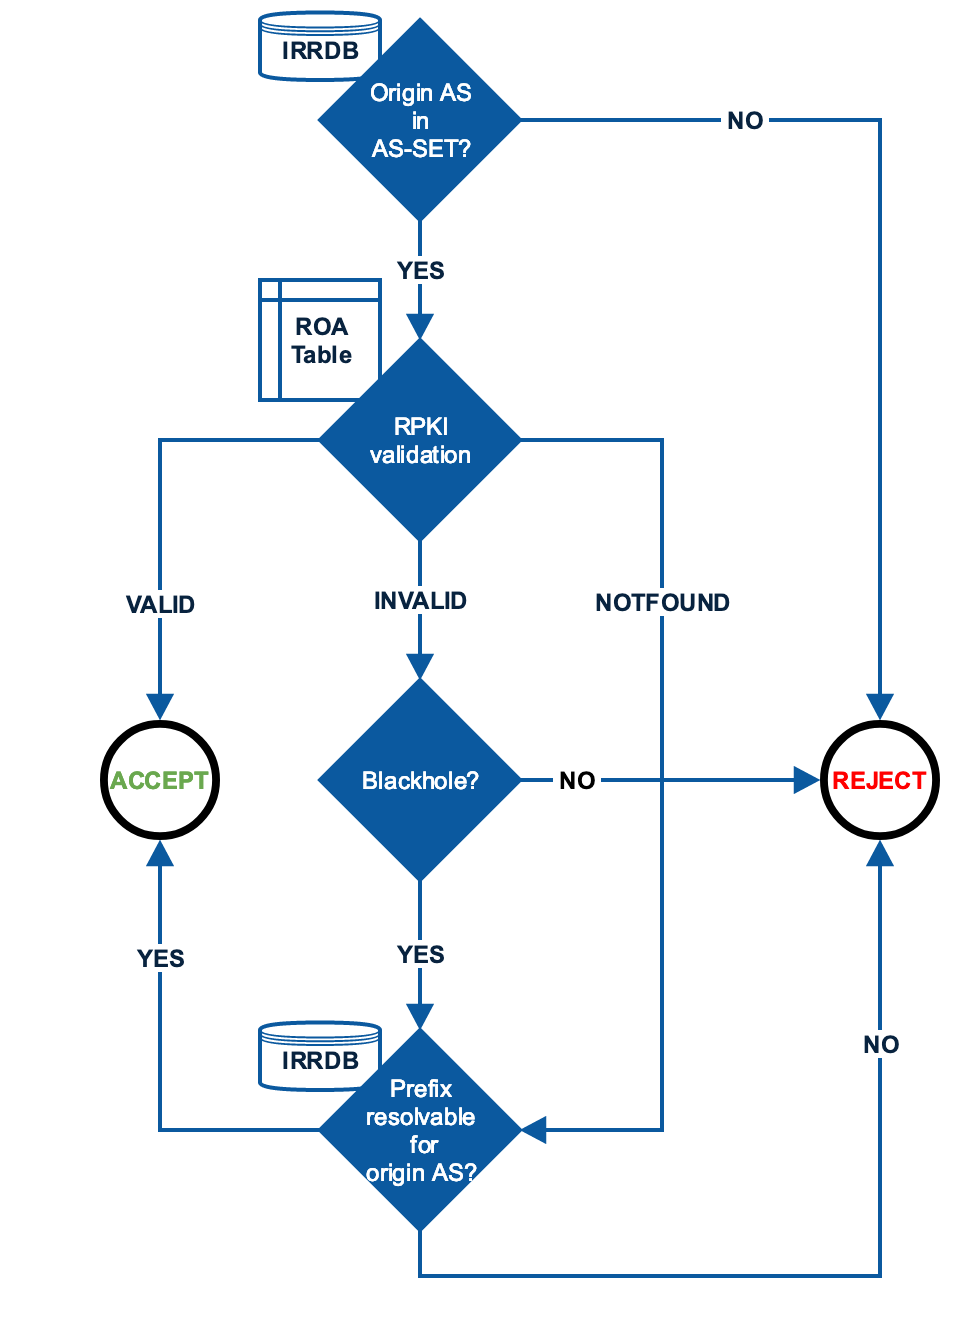 IRRDB
Origin AS
in
AS-SET?
NO
YES
ROA
Table
RPKI
validation
VALID
INVALID
NOTFOUND
ACCEPT
Blackhole?
NO
REJECT
YES
YES
NO
IRRDB
Prefix
resolvable
for
origin AS?